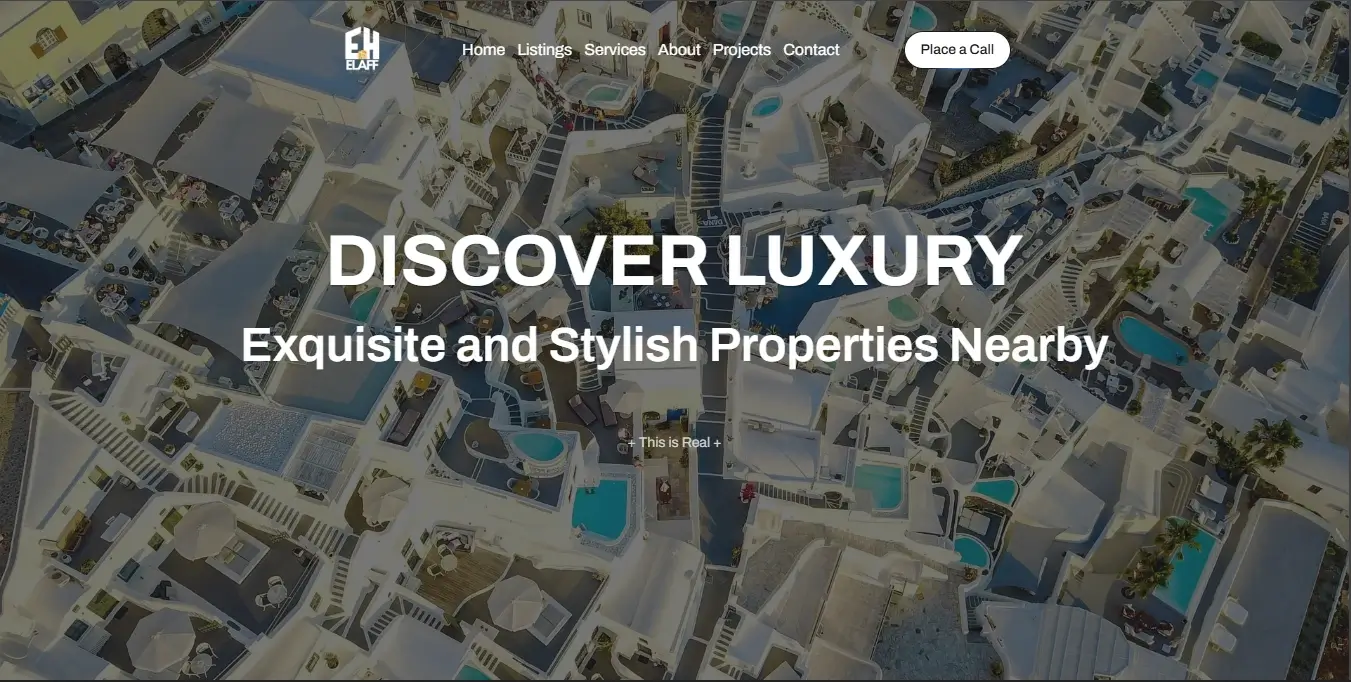 EH
ELAFF
Home Listings Services About Projects Contact
Place a Call
DISCOVER LUXURY
Exquisite and Stylish Properties Nearby
+ This is Real +